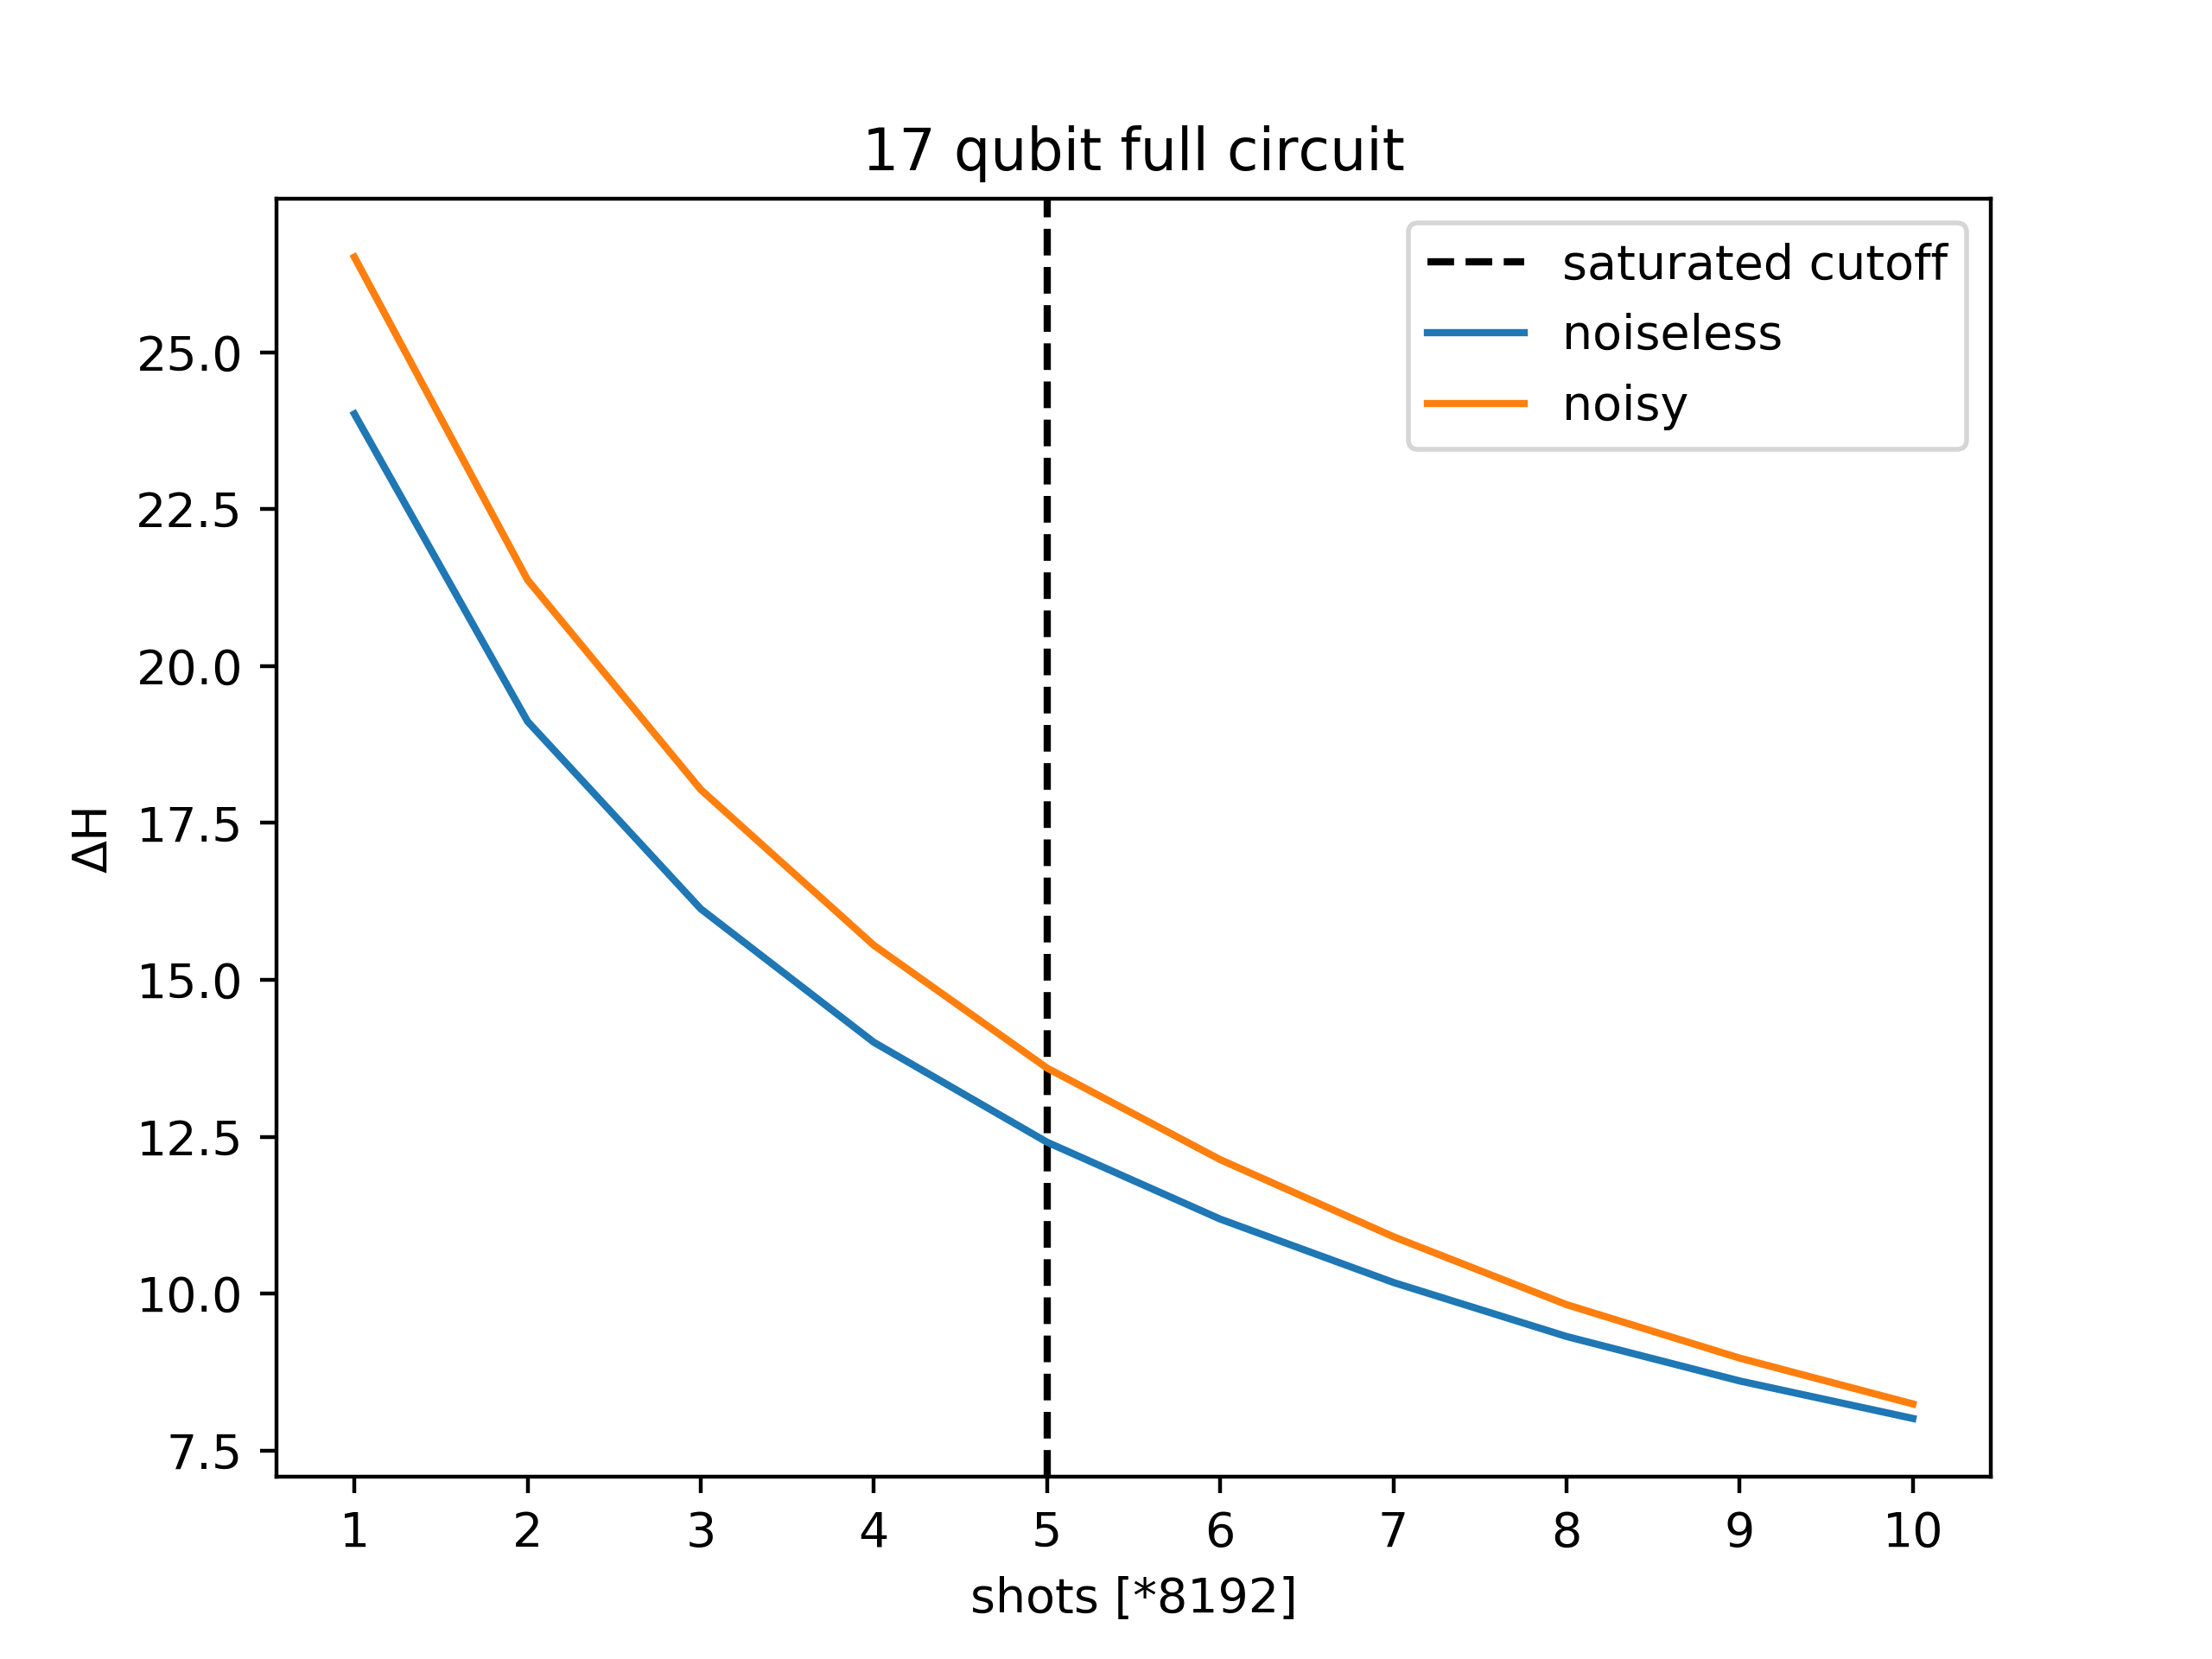 17 qubit full circuit
saturated cutoff
noiseless
noisy
25.0
22.5
20.0
17.5
15.0
12.5
10.0
7.5
ΔH
1 2 3 4 5 6 7 8 9 10
shots [*8192]